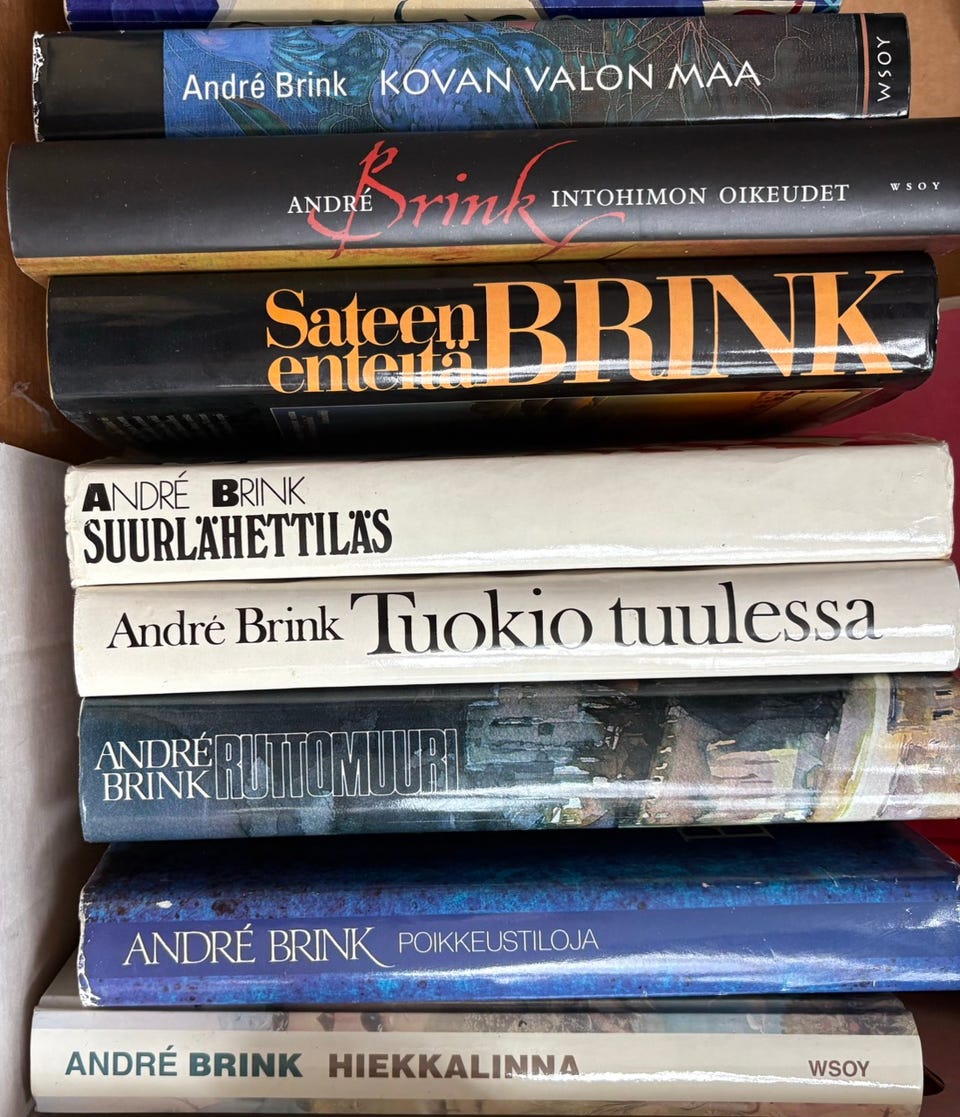 André Brink KOVAN VALON MAA WSOY
ANDRÉ Brink INTOHIMON OIKEUDET WSOY
Sateen enteitä BRINK
ANDRÉ BRINK
SUURLÄHETTILÄS
André Brink Tuokio tuulessa
ANDRÉ BRINK RUTTOMUURI
ANDRÉ BRINK POIKKEUSTILOJA
ANDRÉ BRINK HIEKKALINNA WSOY